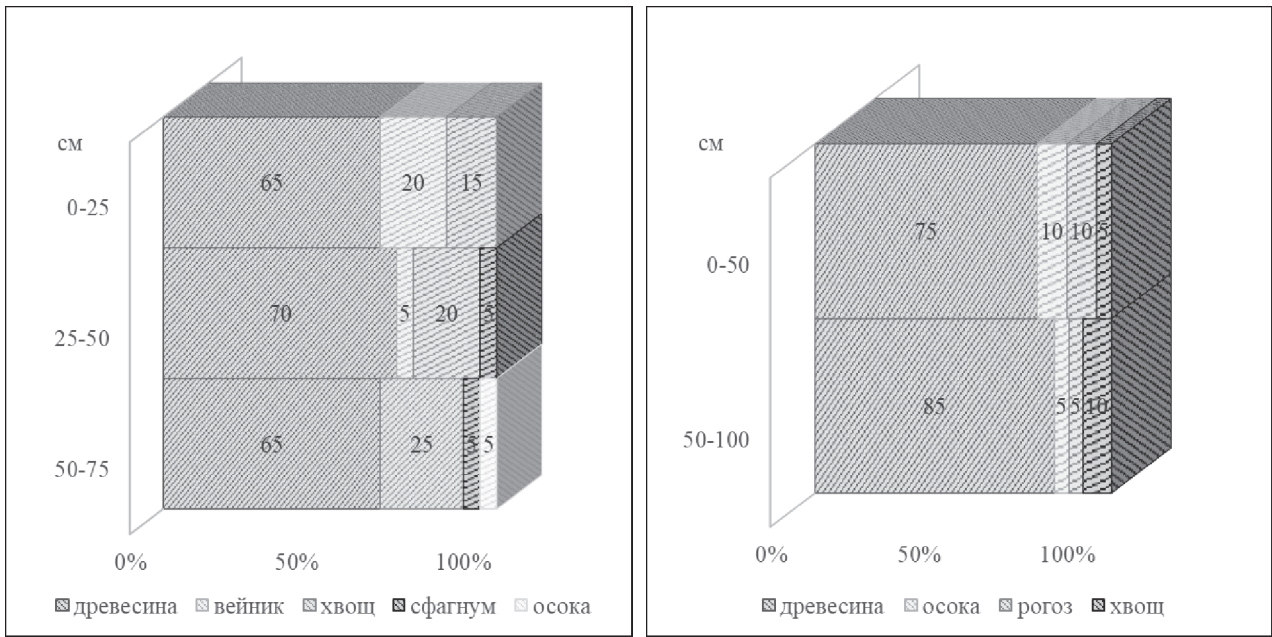 см
0-25
65 20 15
25-50
70 5 20 5
50-75
65 25 5 5
0% 50% 100%
древесина вейник хвощ сфагнум осока
см
0-50
75 10 10 5
50-100
85 5 5 10
0% 50% 100%
древесина осока рогоз хвощ